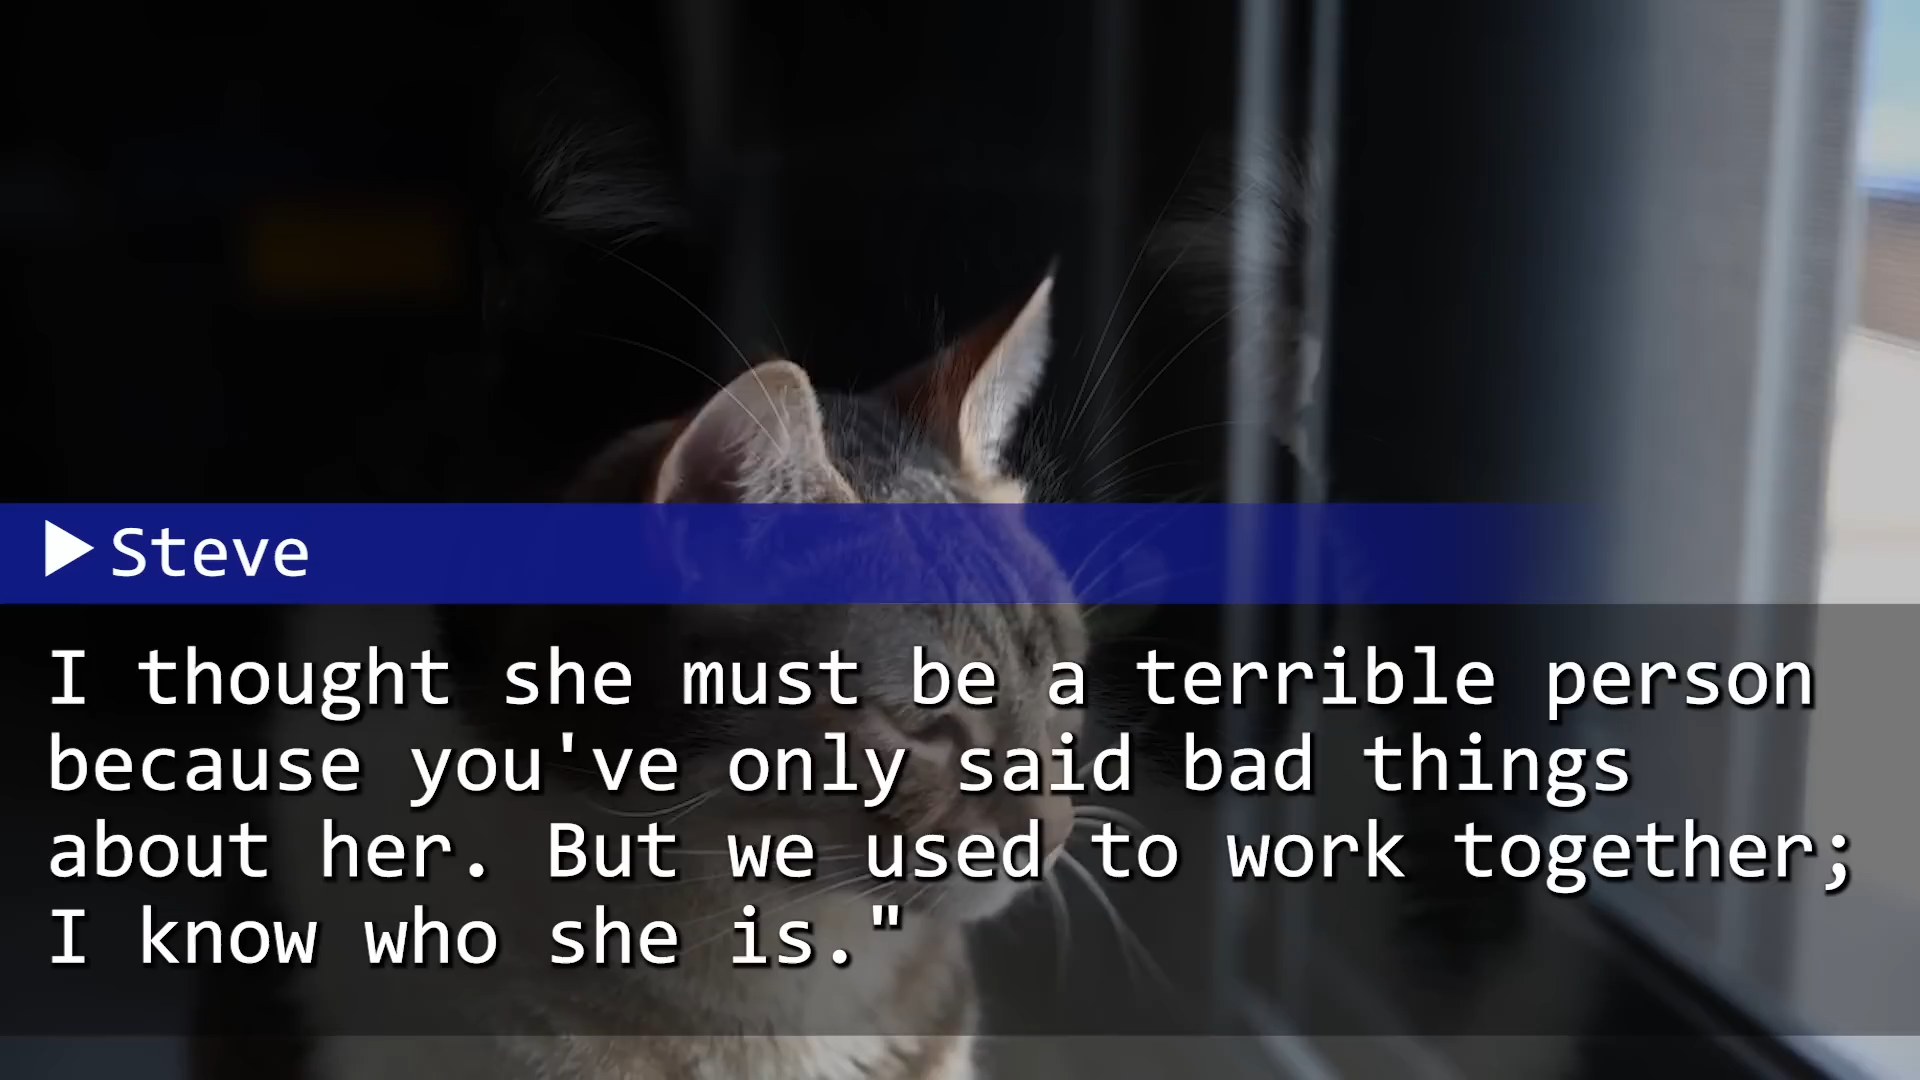 Steve
I thought she must be a terrible person
because you've only said bad things
about her. But we used to work together;
I know who she is."